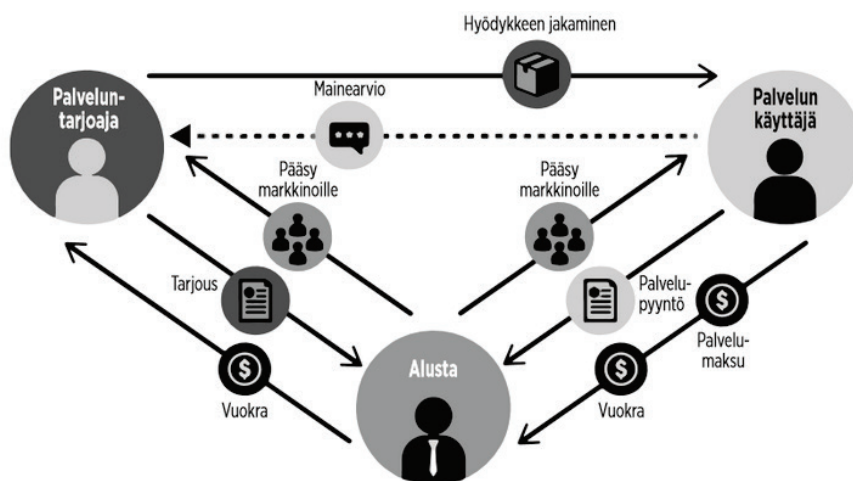 Hyödykkeen jakaminen
Mainearvio
Palvelun-
tarjoaja
Palvelun
käyttäjä
Pääsy
markkinoille
Pääsy
markkinoille
Tarjous
Palvelu-
pyyntö
Palvelu-
maksu
Alusta
Vuokra
Vuokra